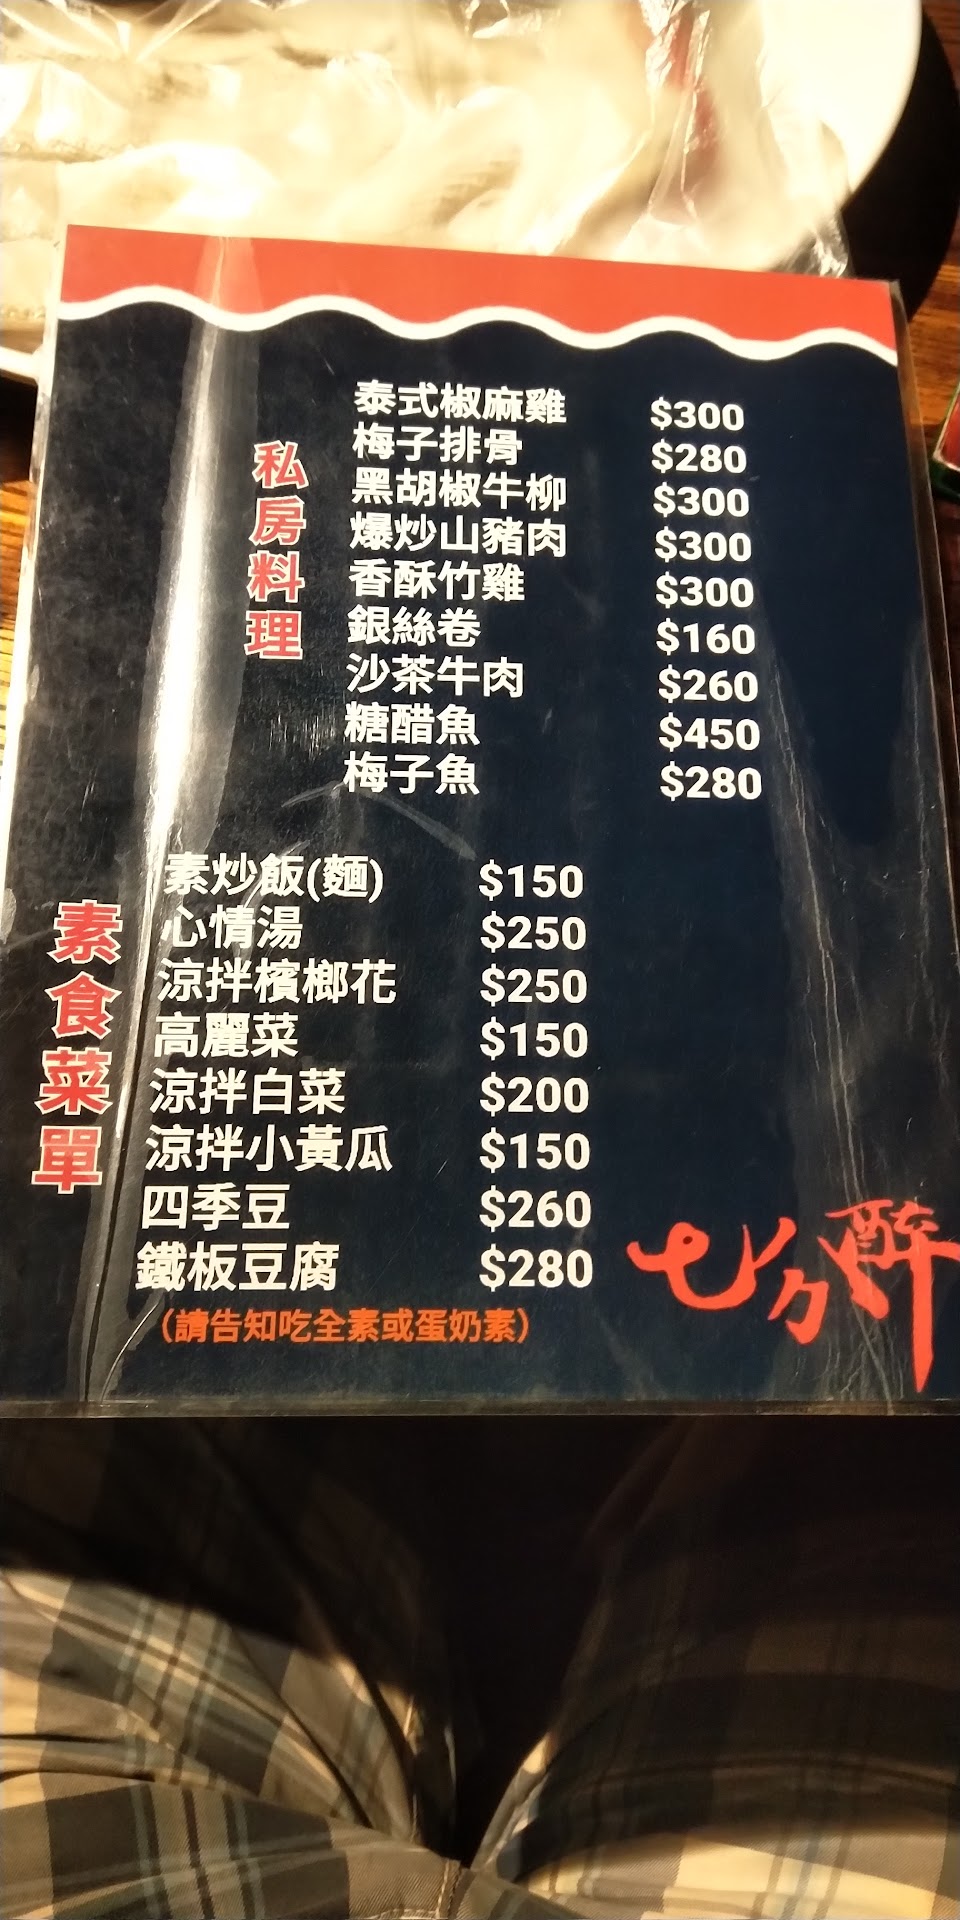 私房料理
泰式椒麻雞 $300
梅子排骨 $280
黑胡椒牛柳 $300
爆炒山豬肉 $300
香酥竹雞 $300
銀絲卷 $160
沙茶牛肉 $260
糖醋魚 $450
梅子魚 $280
素食菜單
素炒飯(麵) $150
心情湯 $250
涼拌檳榔花 $250
高麗菜 $150
涼拌白菜 $200
涼拌小黃瓜 $150
四季豆 $260
鐵板豆腐 $280
(請告知吃全素或蛋奶素)
七分醉